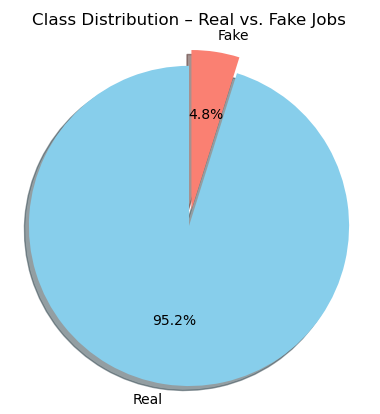 Class Distribution – Real vs. Fake Jobs
Fake
4.8%
95.2%
Real